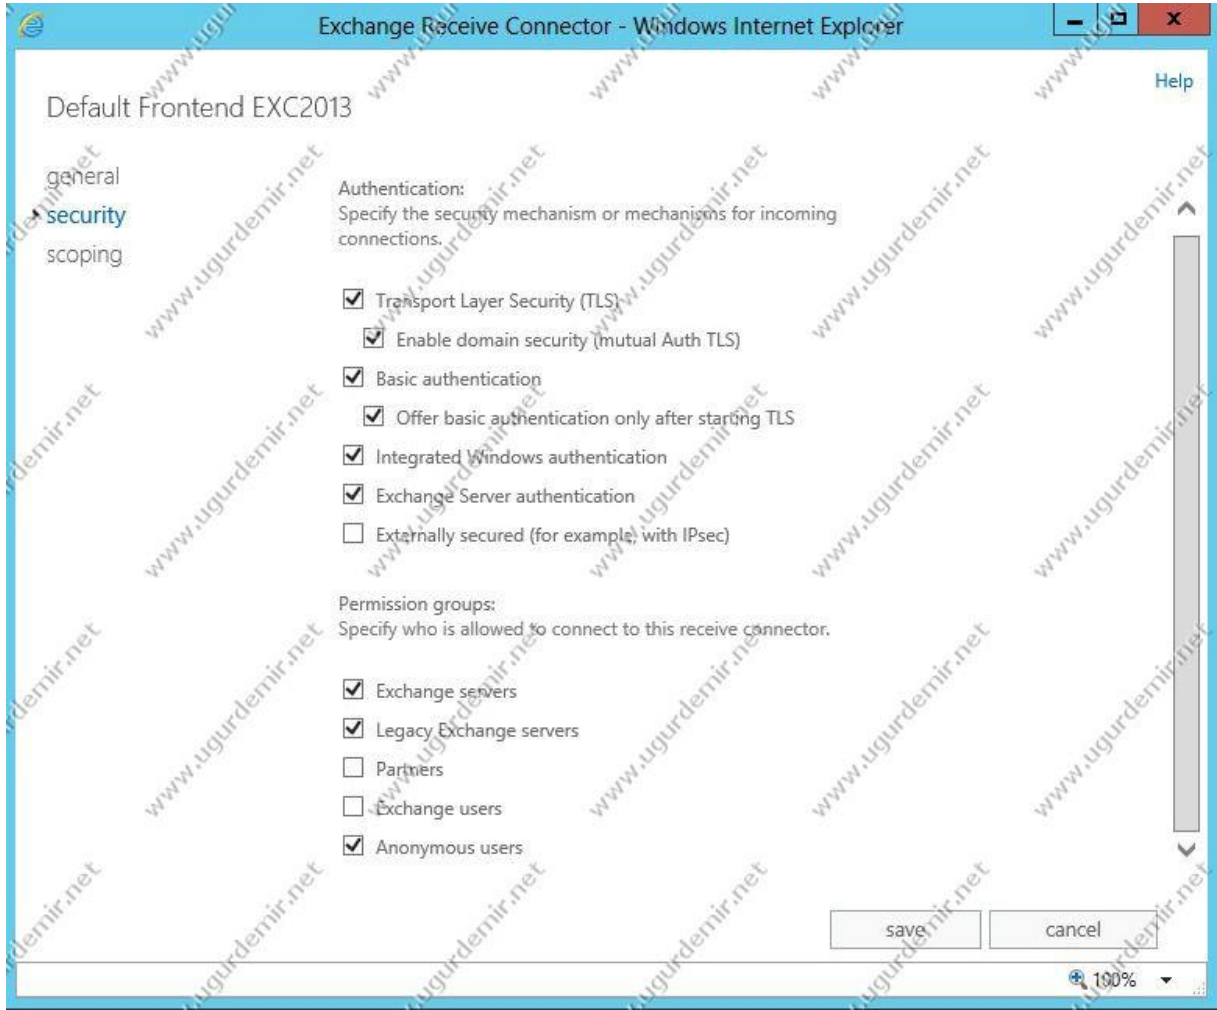 Exchange Receive Connector - Windows Internet Explorer
Help
Default Frontend EXC2013
general
security
scoping
Authentication:
Specify the security mechanism or mechanisms for incoming
connections.
Transport Layer Security (TLS)
Enable domain security (mutual Auth TLS)
Basic authentication
Offer basic authentication only after starting TLS
Integrated Windows authentication
Exchange Server authentication
Externally secured (for example, with IPsec)
Permission groups:
Specify who is allowed to connect to this receive connector.
Exchange servers
Legacy Exchange servers
Partners
Exchange users
Anonymous users
save
cancel
100%
www.ugurdemir.net